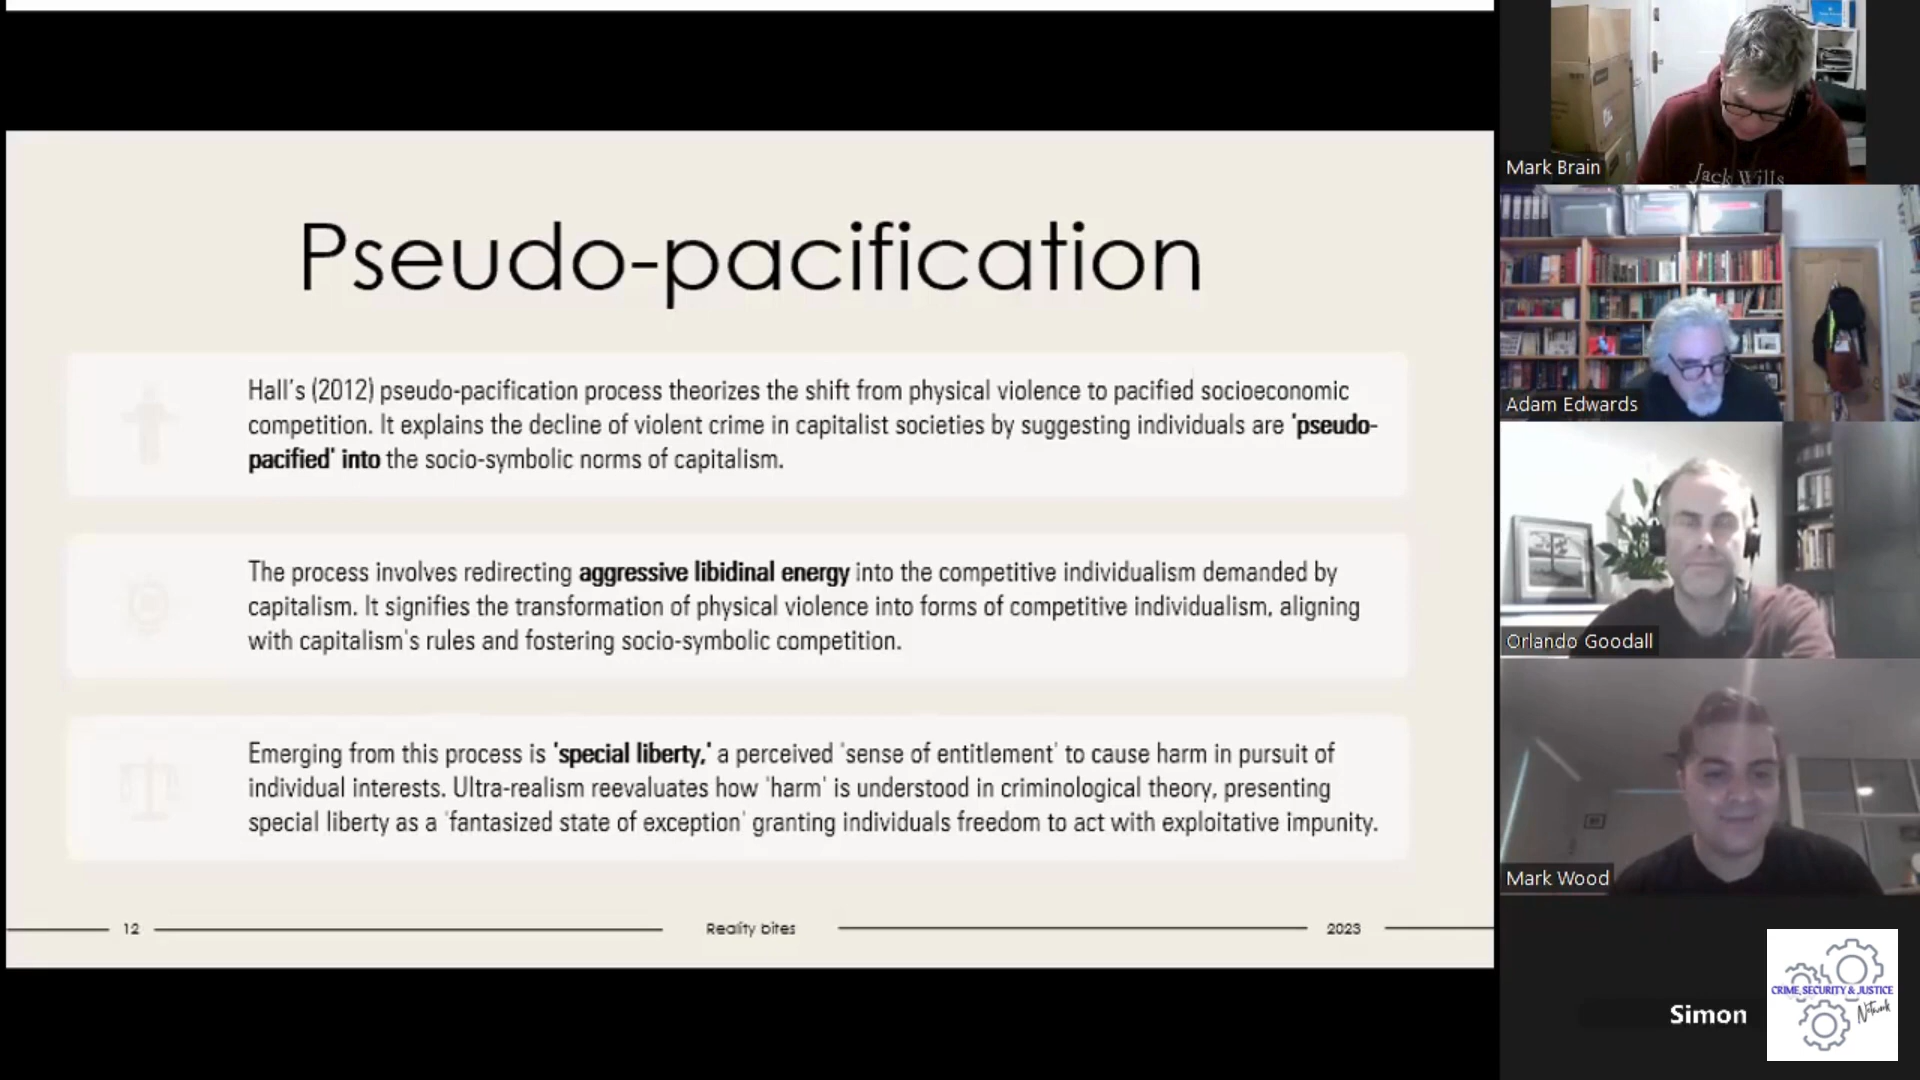 Pseudo-pacification
Hall's (2012) pseudo-pacification process theorizes the shift from physical violence to pacified socioeconomic
competition. It explains the decline of violent crime in capitalist societies by suggesting individuals are 'pseudo-
pacified' into the socio-symbolic norms of capitalism.
The process involves redirecting aggressive libidinal energy into the competitive individualism demanded by
capitalism. It signifies the transformation of physical violence into forms of competitive individualism, aligning
with capitalism's rules and fostering socio-symbolic competition.
Emerging from this process is 'special liberty,' a perceived 'sense of entitlement' to cause harm in pursuit of
individual interests. Ultra-realism reevaluates how 'harm' is understood in criminological theory, presenting
special liberty as a 'fantasized state of exception' granting individuals freedom to act with exploitative impunity.
12
Reality bites
2023
Jack Wills
Mark Brain
Adam Edwards
Orlando Goodall
Mark Wood
Simon
CRIME, SECURITY & JUSTICE
Network